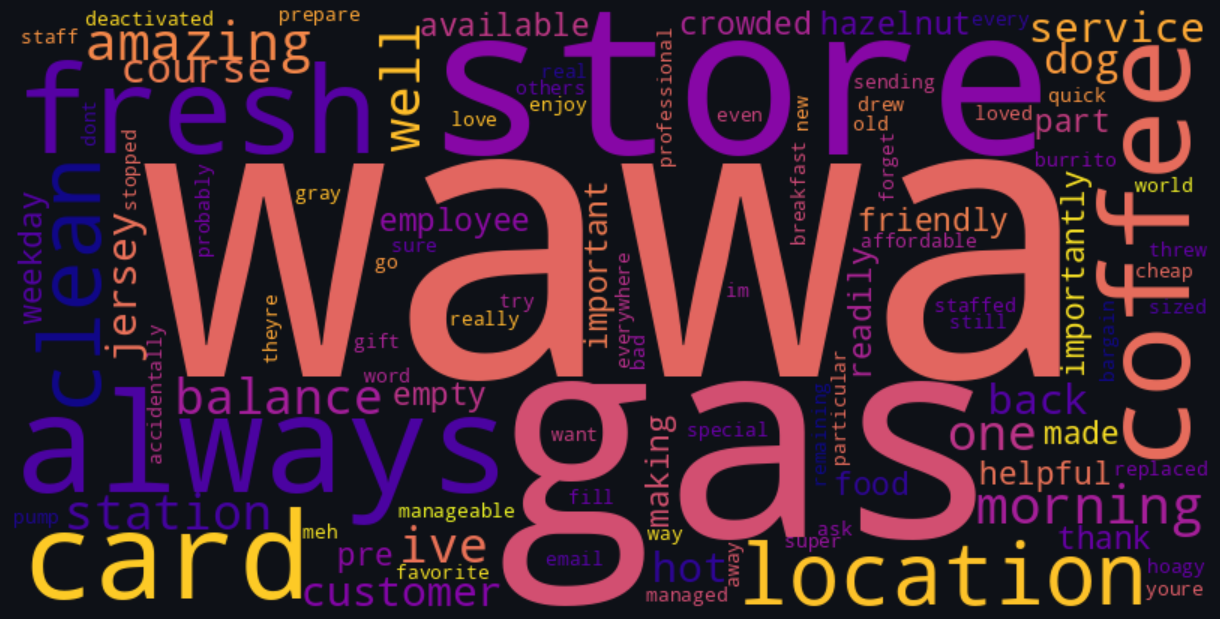 deactivated
prepare
staff
amazing
course
available
crowded
hazelnut
every
service
fresh
dont
well
store
real
others
enjoy
love
professional
even
new
sending
drew
old
loved
dog
quick
part
coffee
clean
weekday
jersey
stopped
probably
gray
wawa
employee
sure
go
theyre
try
really
important
everywhere
bad
breakfast
im
forget
friendly
affordable
readily
staffed
still
burrito
world
importantly
threw
cheap
sized
bargain
always
accidentally
gift
word
balance
empty
gas
want
fill
email
making
special
remaining
particular
back
one
made
food
helpful
replaced
morning
station
pump
card
meh
manageable
pre
ive
favorite
customer
way
hot
managed
away
ask
super
location
thank
hoagy
youre